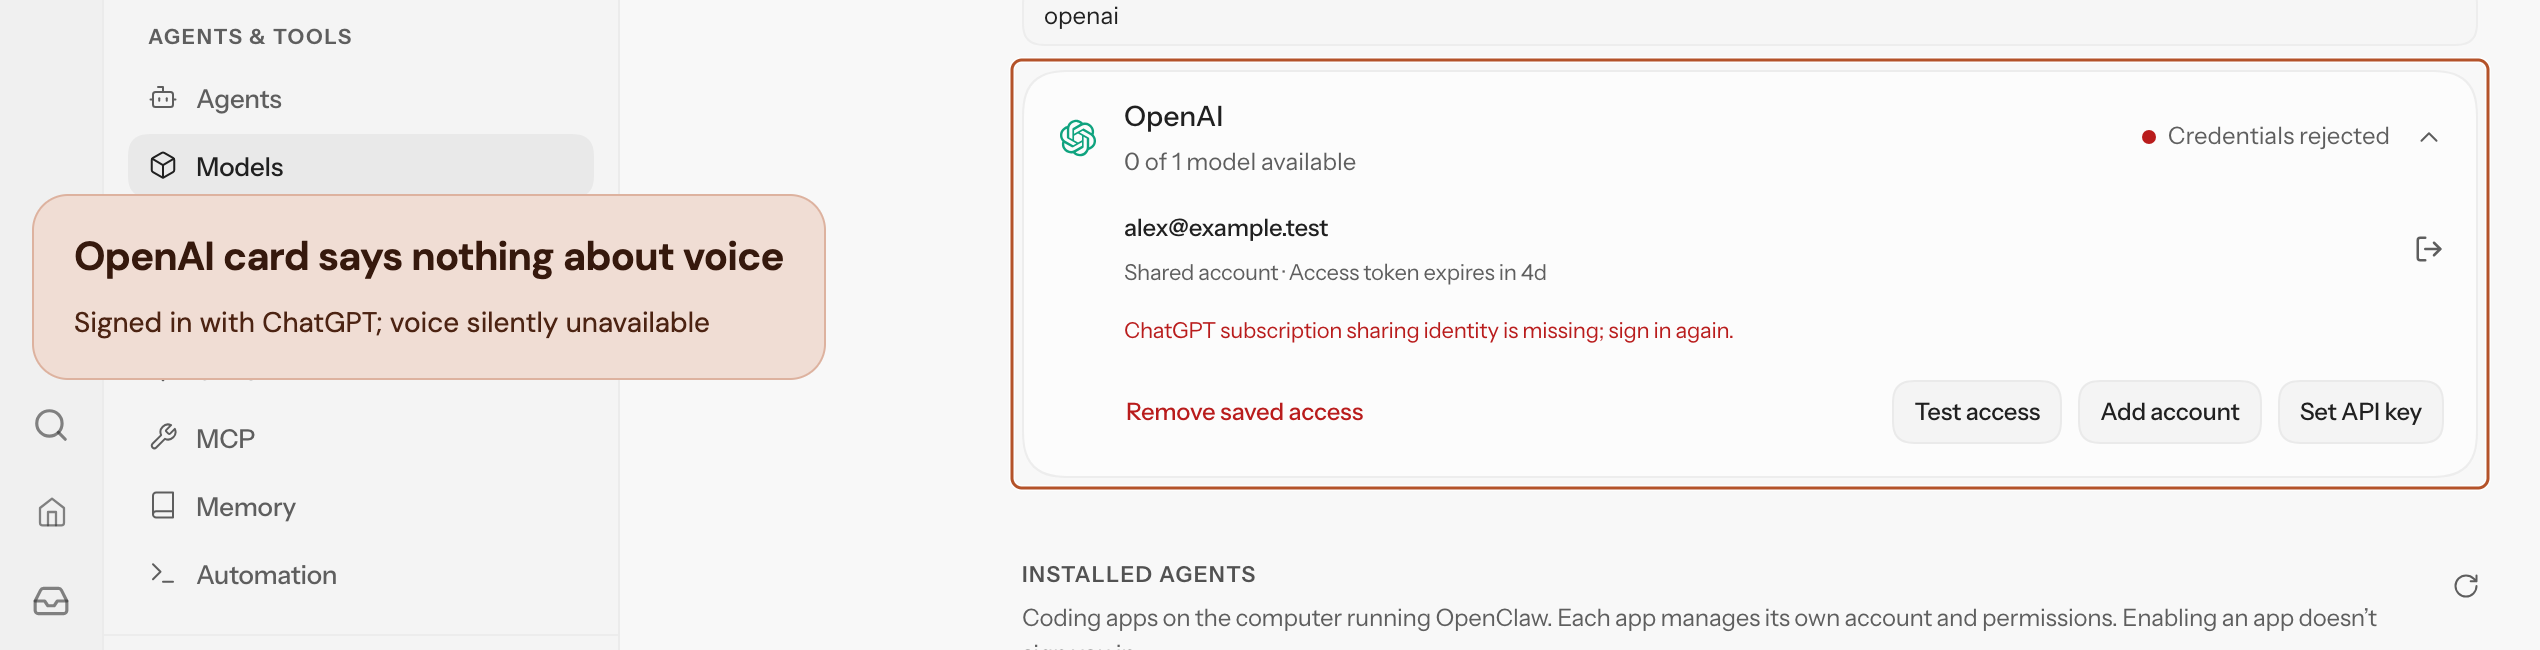 AGENTS & TOOLS
Agents
Models
OpenAI card says nothing about voice
Signed in with ChatGPT; voice silently unavailable
MCP
Memory
Automation
openai
OpenAI
0 of 1 model available
Credentials rejected
alex@example.test
Shared account · Access token expires in 4d
ChatGPT subscription sharing identity is missing; sign in again.
Remove saved access
Test access
Add account
Set API key
INSTALLED AGENTS
Coding apps on the computer running OpenClaw. Each app manages its own account and permissions. Enabling an app doesn’t